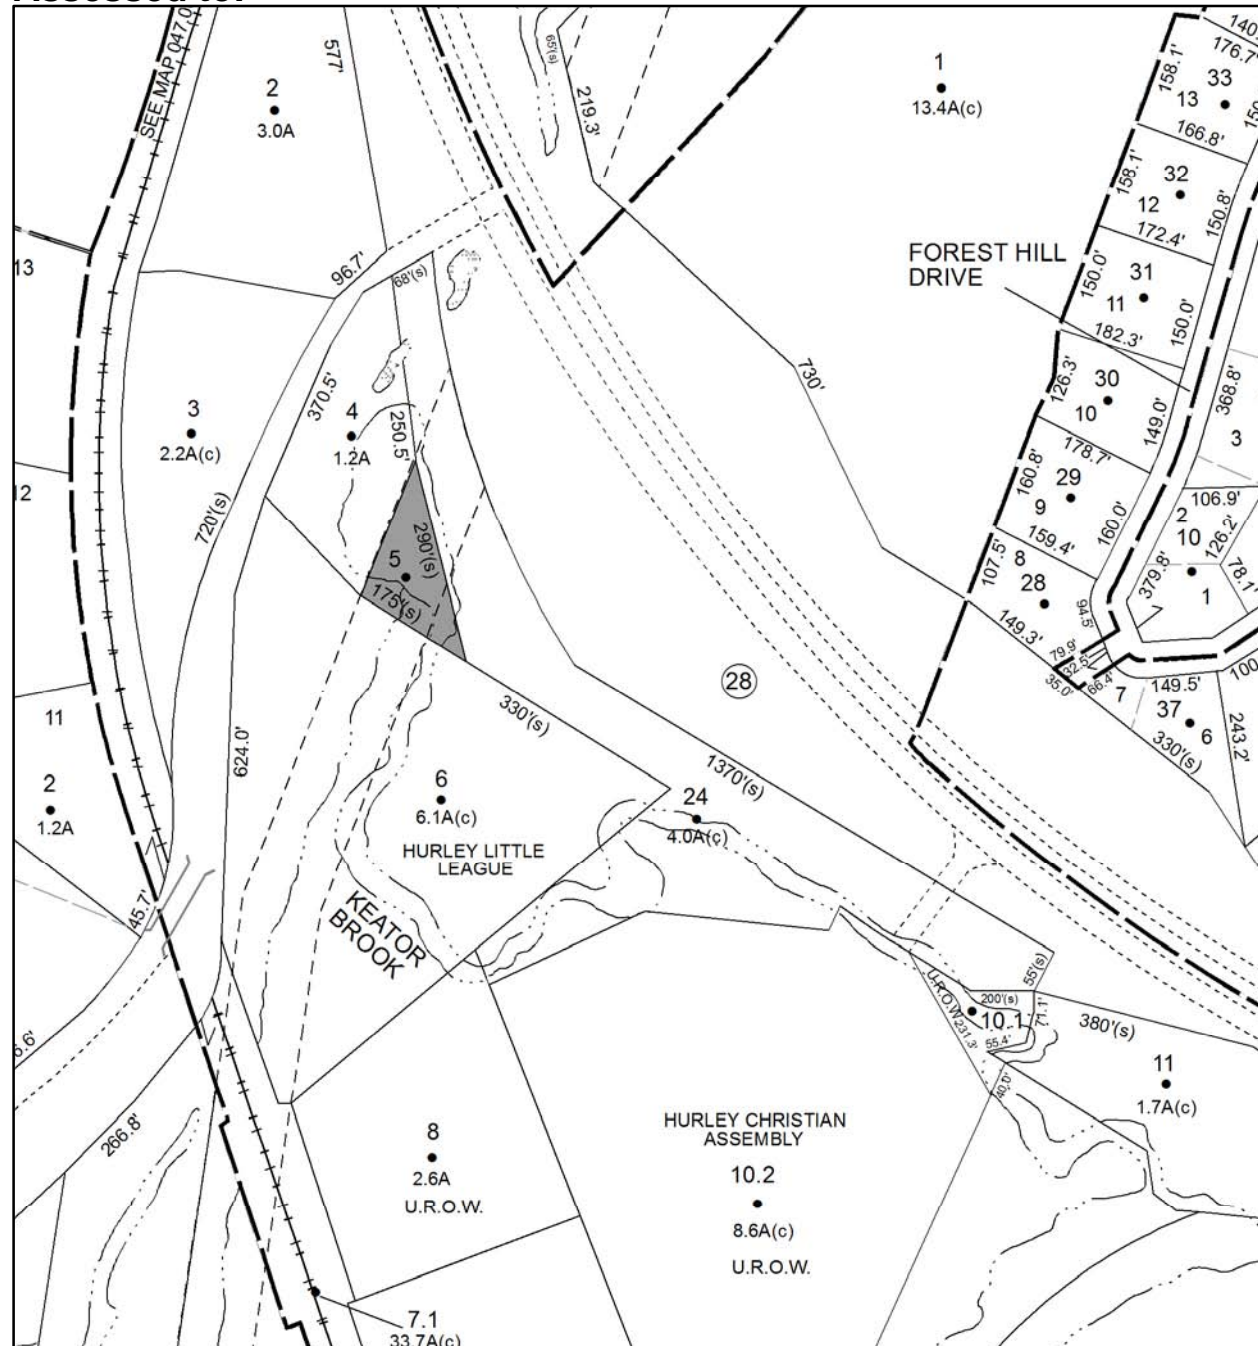 SEE MAP 047.0
577'
2
3.0A
65'(s)
219.3'
1
13.4A(c)
140.
176.7'
33
13
158.1'
166.8'
32
12
158.1'
150.8'
172.4'
FOREST HILL
DRIVE
31
11
150.0'
150.0'
182.3'
13
96.7'
68'(s)
730'
126.3'
30
10
149.0'
368.8'
3
178.7'
3
2.2A(c)
370.5'
4
1.2A
250.5'
160.8'
29
9
160.0'
159.4'
106.9'
2
10
126.2'
12
720'(s)
290'(s)
5
175'(s)
107.5'
8
28
94.5'
379.8'
78.1'
1
149.3'
79.9'
32.5'
35.0'
66.4'
7
149.5'
100
37
6
243.2'
330'(s)
28
330'(s)
11
624.0'
2
1.2A
6
6.1A(c)
HURLEY LITTLE
LEAGUE
1370'(s)
24
4.0A(c)
45.7'
KEATOR
BROOK
55'(s)
U.R.O.W.
231.3'
200'(s)
10.1
71.1'
55.4'
380'(s)
40.0'
11
1.7A(c)
6.6'
266.8'
8
2.6A
U.R.O.W.
HURLEY CHRISTIAN
ASSEMBLY
10.2
8.6A(c)
U.R.O.W.
7.1
33.7A(c)